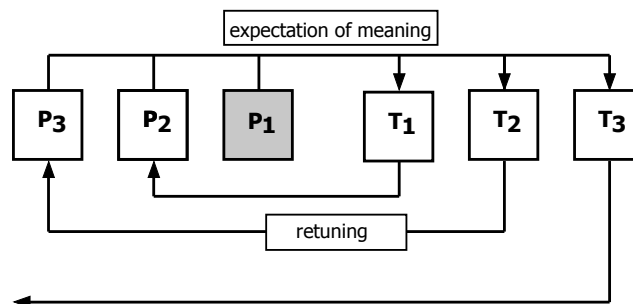 expectation of meaning
P3 P2 P1 T1 T2 T3
retuning